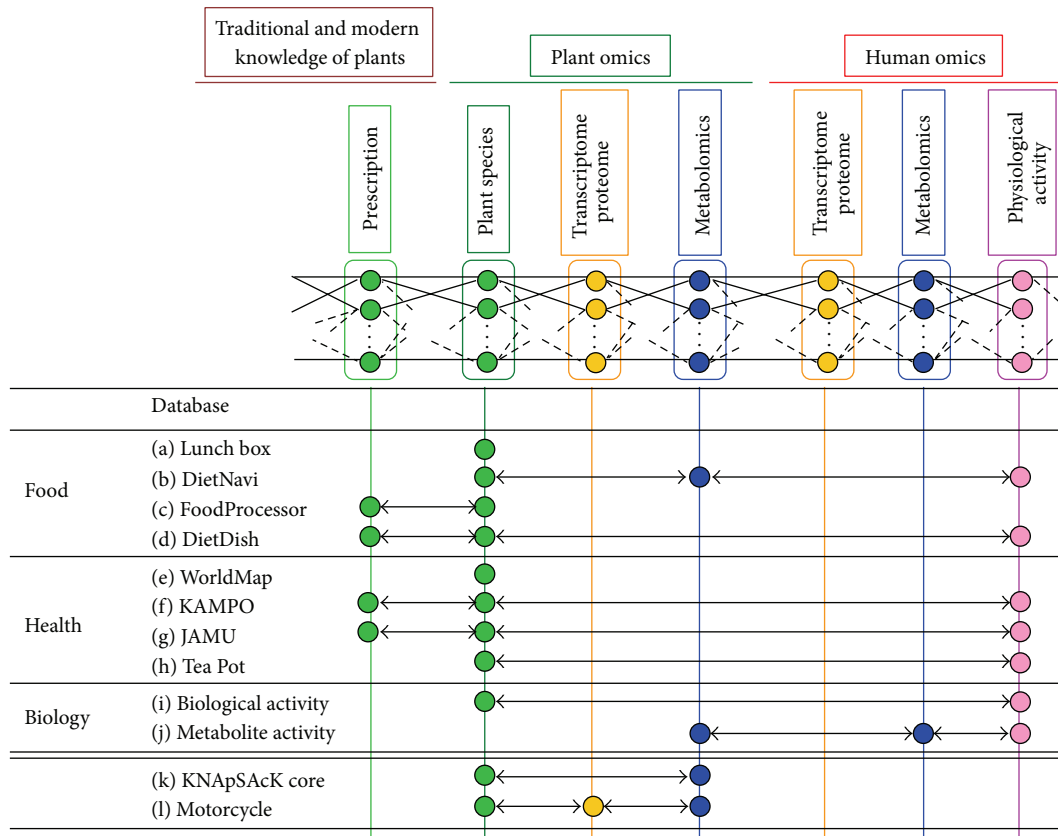 Traditional and modern
knowledge of plants
Plant omics
Human omics
Prescription
Plant species
Transcriptome
proteome
Metabolomics
Transcriptome
proteome
Metabolomics
Physiological
activity
Database
Food
(a) Lunch box
(b) DietNavi
(c) FoodProcessor
(d) DietDish
Health
(e) WorldMap
(f) KAMPO
(g) JAMU
(h) Tea Pot
Biology
(i) Biological activity
(j) Metabolite activity
(k) KNApSAcK core
(l) Motorcycle